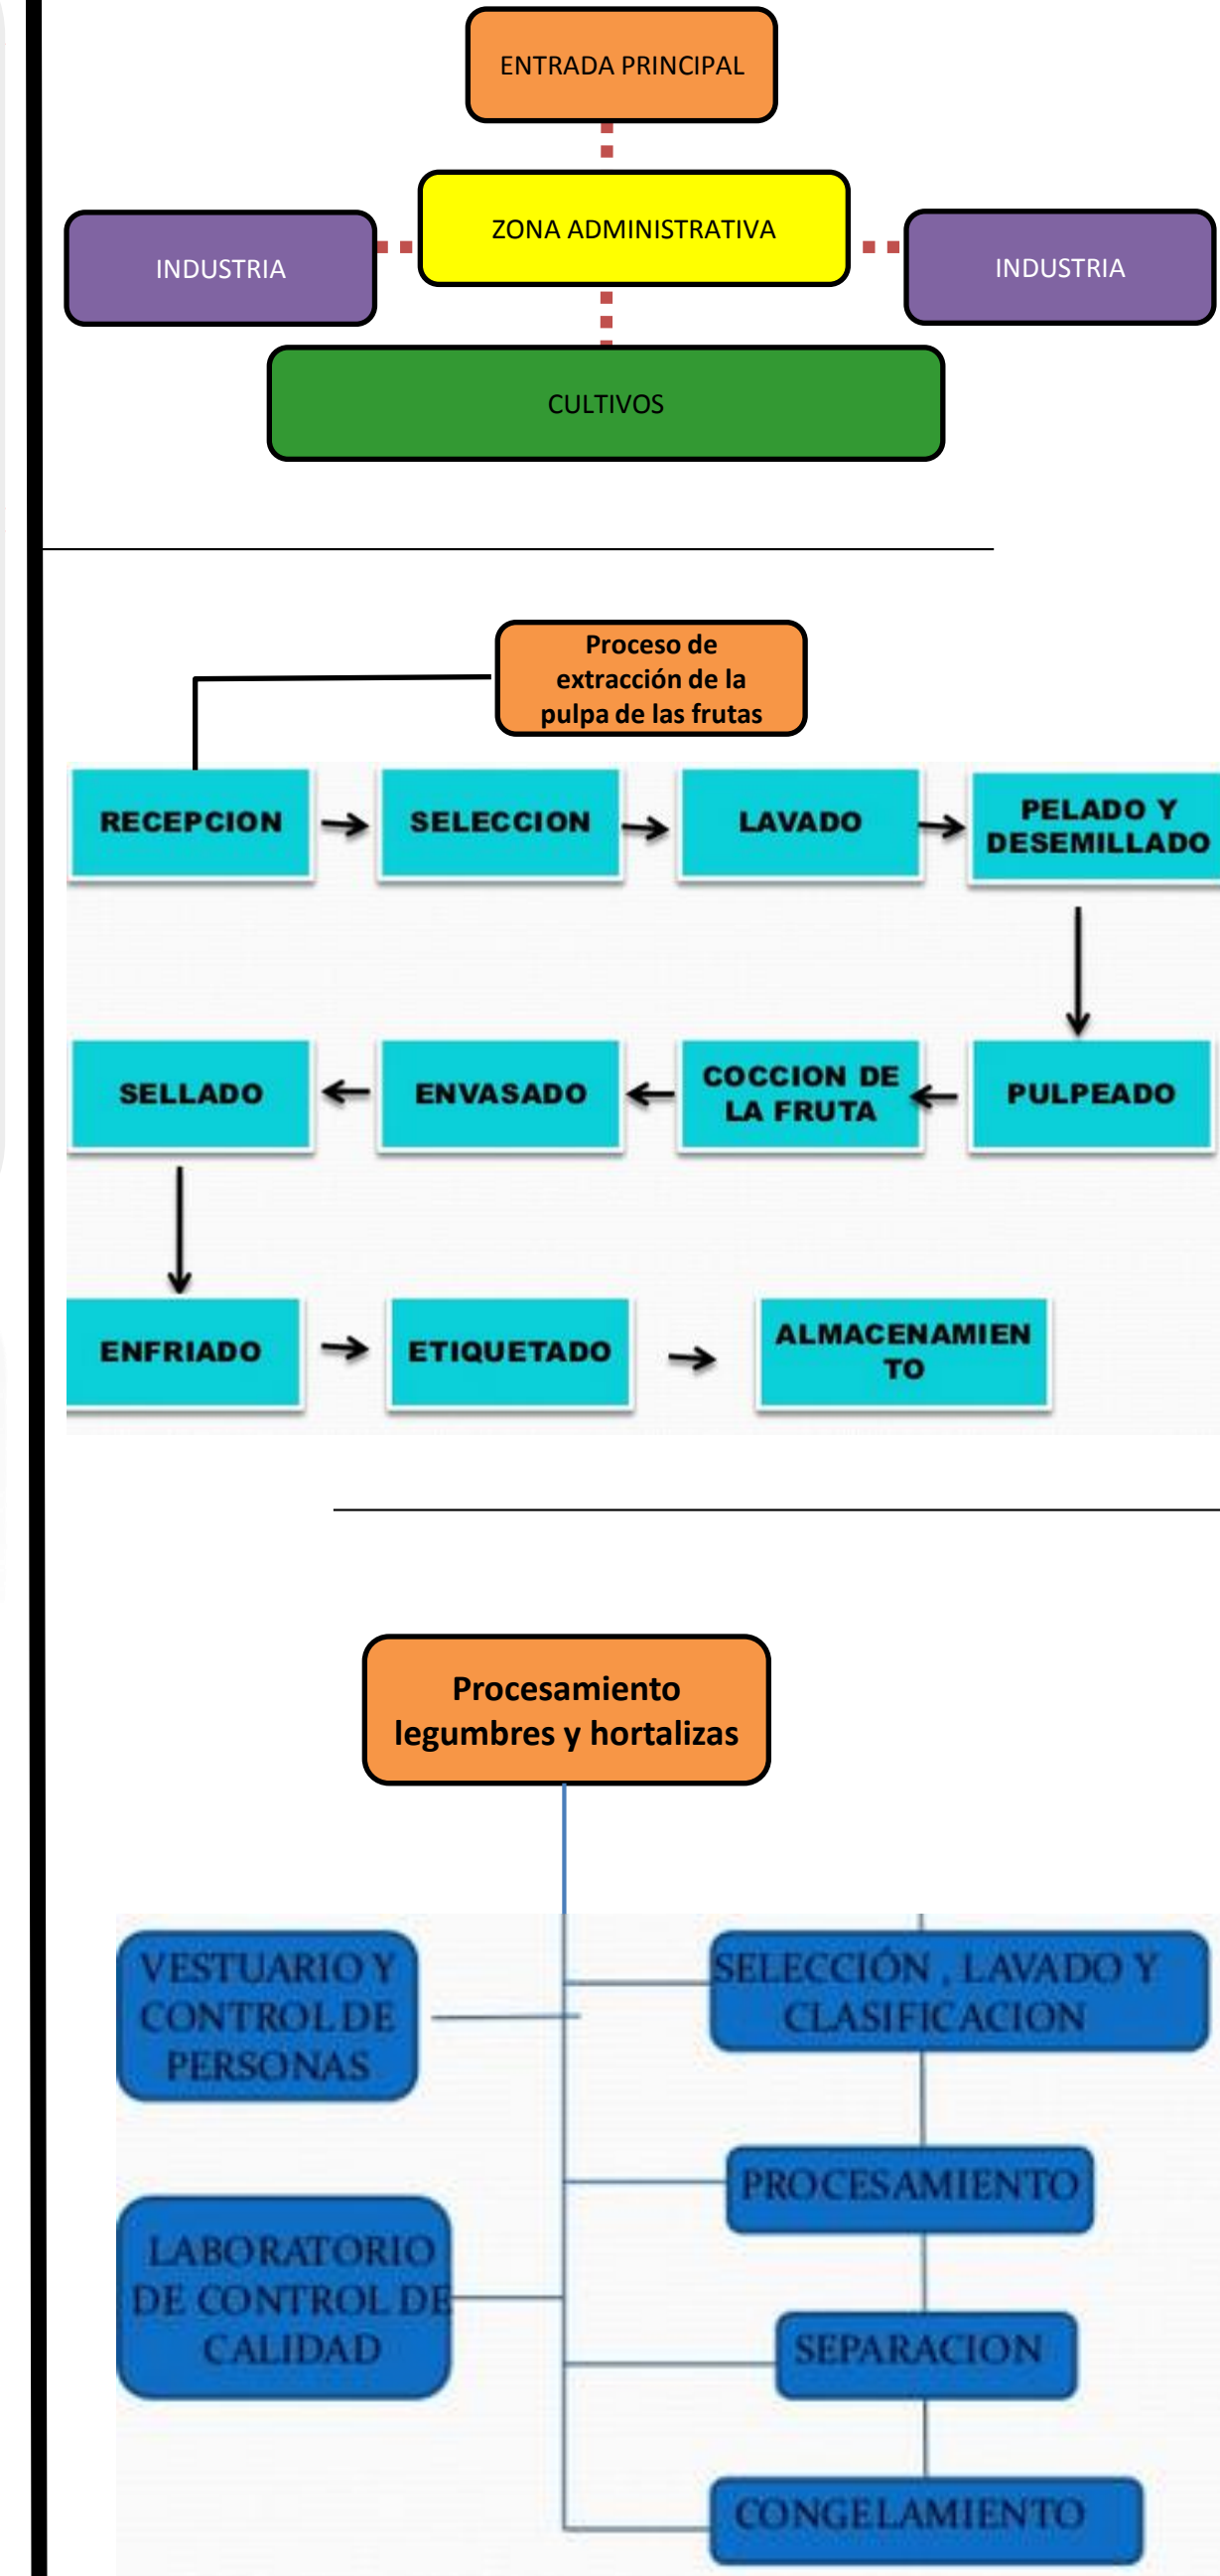 ENTRADA PRINCIPAL
ZONA ADMINISTRATIVA
INDUSTRIA
INDUSTRIA
CULTIVOS
Proceso de
extracción de la
pulpa de las frutas
RECEPCION
SELECCION
LAVADO
PELADO Y
DESEMILLADO
SELLADO
ENVASADO
COCCION DE
LA FRUTA
PULPEADO
ENFRIADO
ETIQUETADO
ALMACENAMIEN
TO
Procesamiento
legumbres y hortalizas
VESTUARIO Y
CONTROL DE
PERSONAS
SELECCIÓN , LAVADO Y
CLASIFICACION
PROCESAMIENTO
LABORATORIO
DE CONTROL DE
CALIDAD
SEPARACION
CONGELAMIENTO